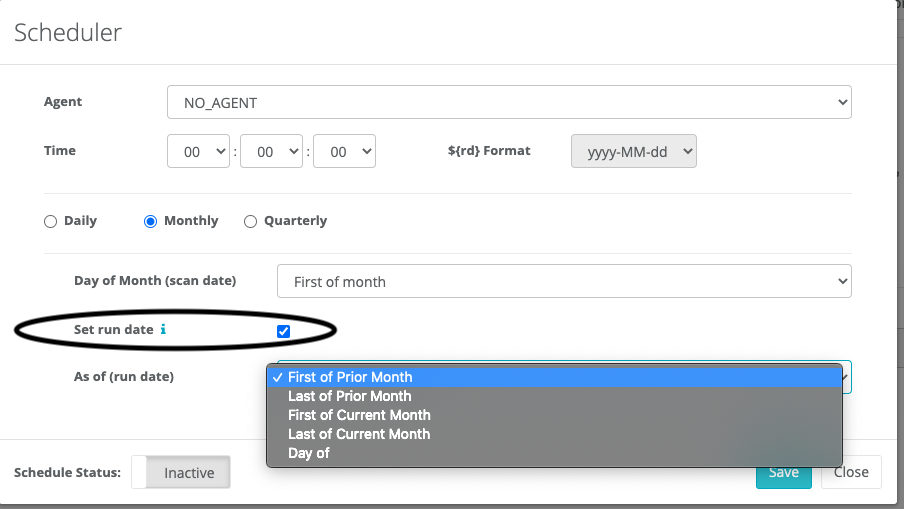 Scheduler
Agent
NO_AGENT
Time
00 : 00 : 00
${rd} Format
yyyy-MM-dd
Daily
Monthly
Quarterly
Day of Month (scan date)
First of month
Set run date i
As of (run date)
✓ First of Prior Month
Last of Prior Month
First of Current Month
Last of Current Month
Day of
Schedule Status:
Inactive
Save
Close